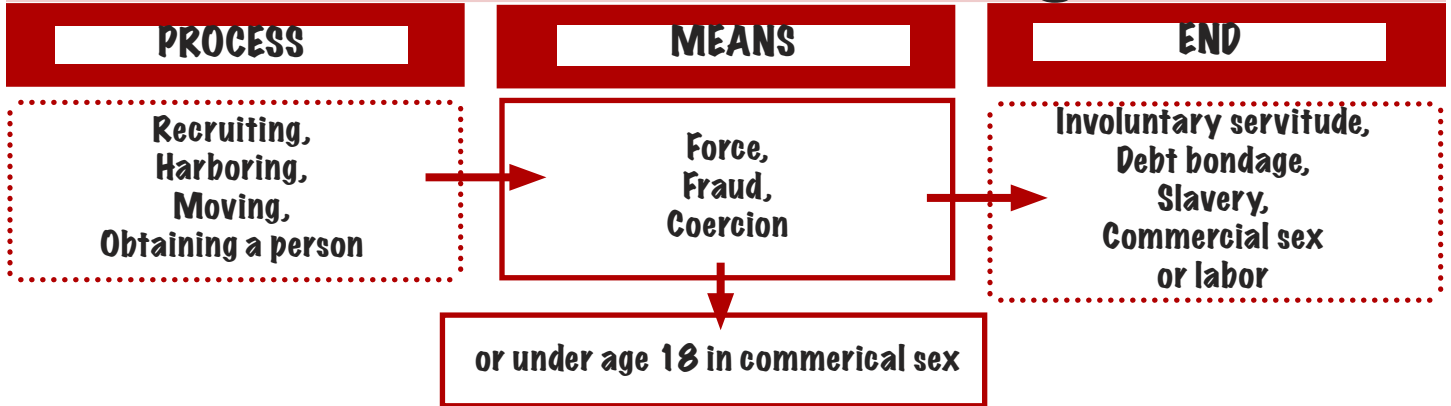 PROCESS
Recruiting,
Harboring,
Moving,
Obtaining a person
MEANS
Force,
Fraud,
Coercion
or under age 18 in commerical sex
END
Involuntary servitude,
Debt bondage,
Slavery,
Commercial sex
or labor